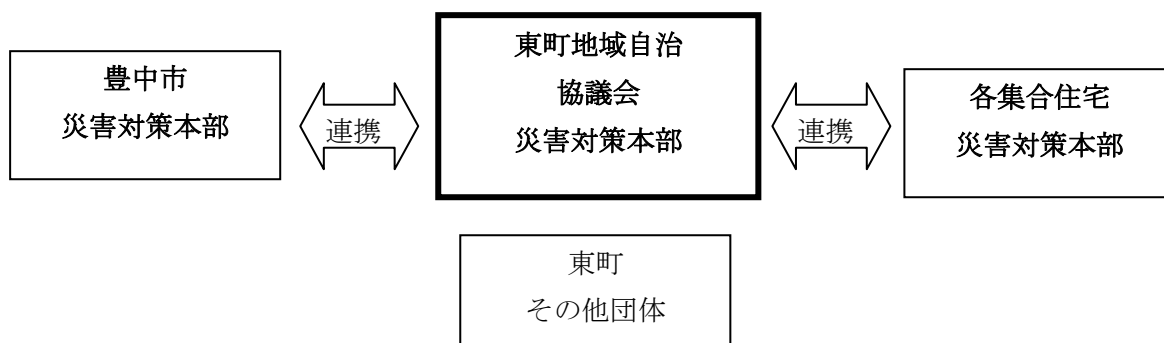 豊中市
災害対策本部
連携
東町地域自治
協議会
災害対策本部
連携
各集合住宅
災害対策本部
東町
その他団体